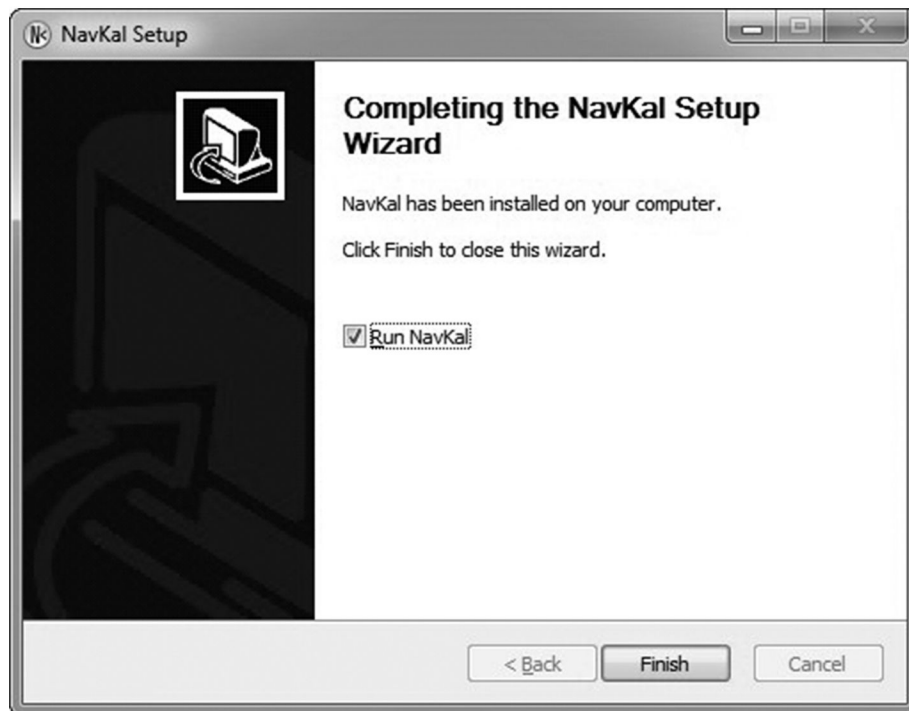 NavKal Setup
Completing the NavKal Setup
Wizard
NavKal has been installed on your computer.
Click Finish to close this wizard.
Run NavKal
< Back Finish Cancel